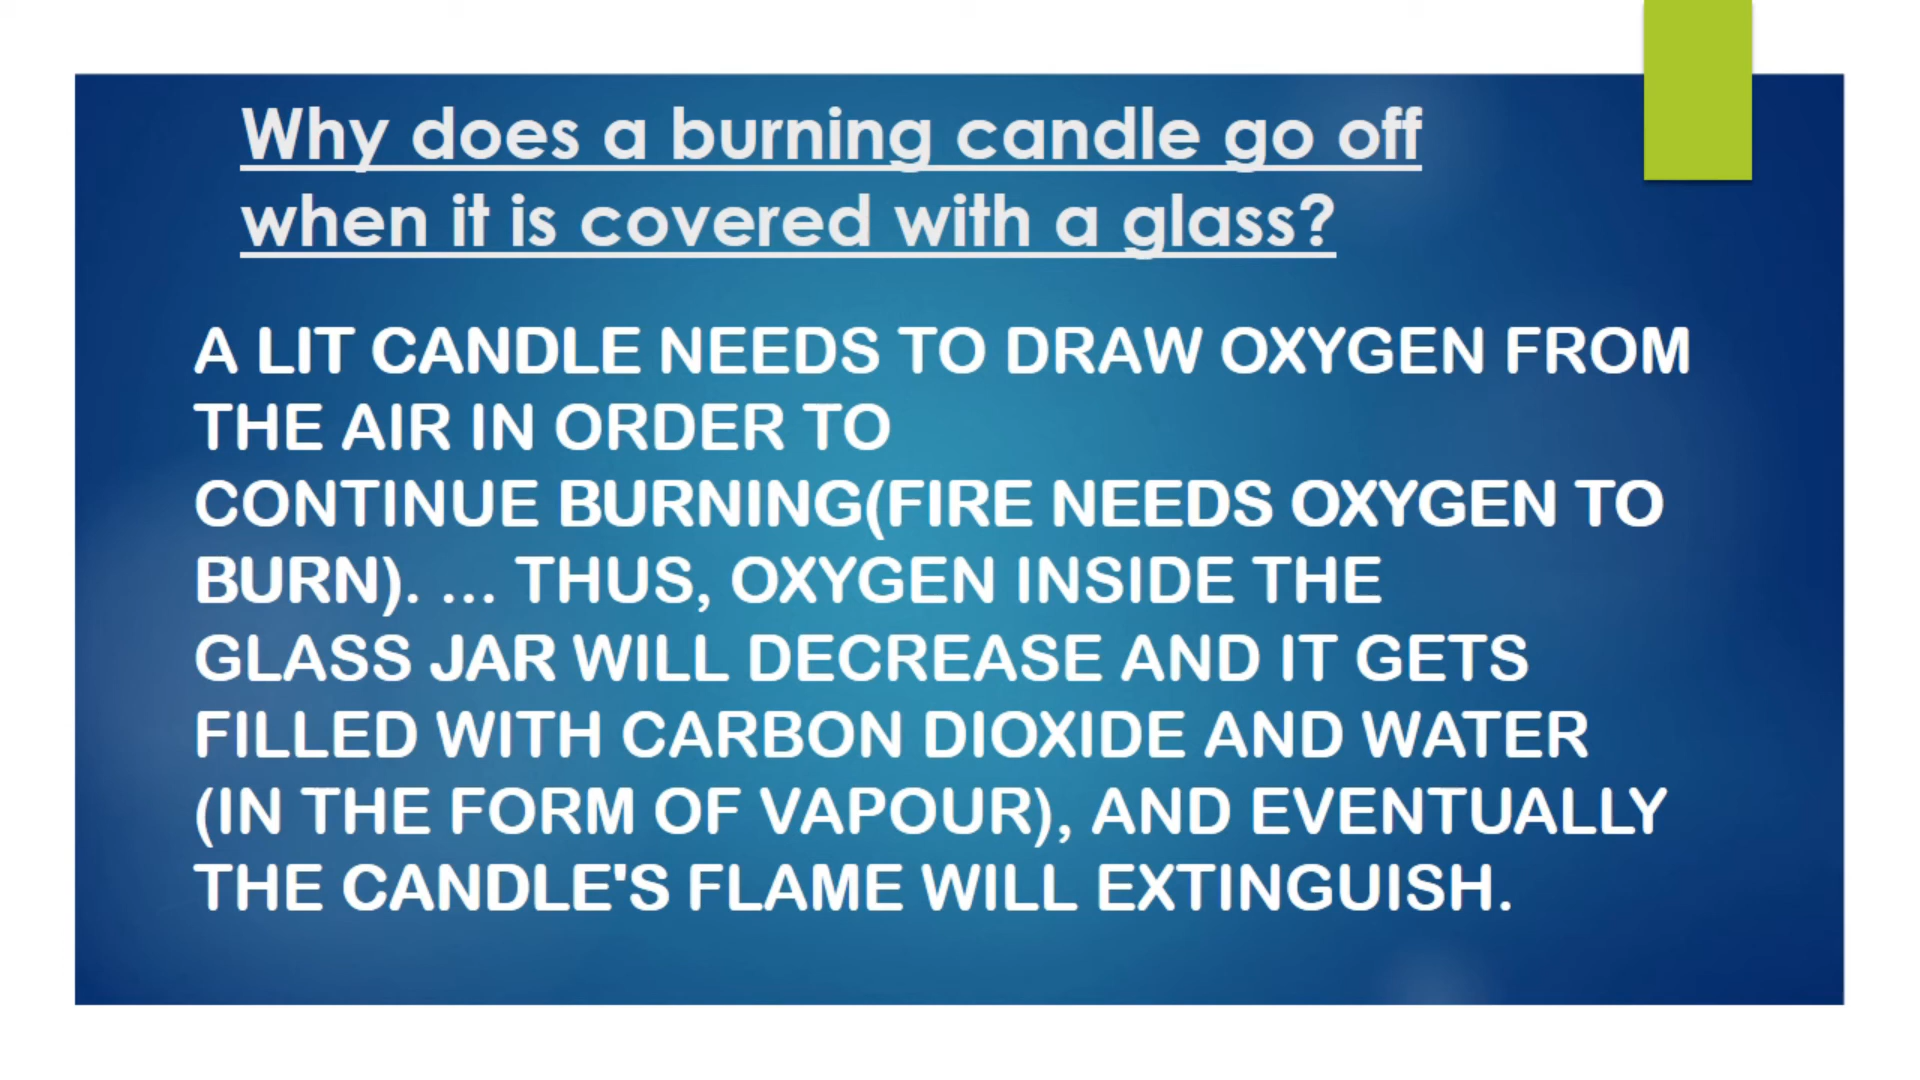 Why does a burning candle go off
when it is covered with a glass?
A LIT CANDLE NEEDS TO DRAW OXYGEN FROM
THE AIR IN ORDER TO
CONTINUE BURNING(FIRE NEEDS OXYGEN TO
BURN). ... THUS, OXYGEN INSIDE THE
GLASS JAR WILL DECREASE AND IT GETS
FILLED WITH CARBON DIOXIDE AND WATER
(IN THE FORM OF VAPOUR), AND EVENTUALLY
THE CANDLE'S FLAME WILL EXTINGUISH.